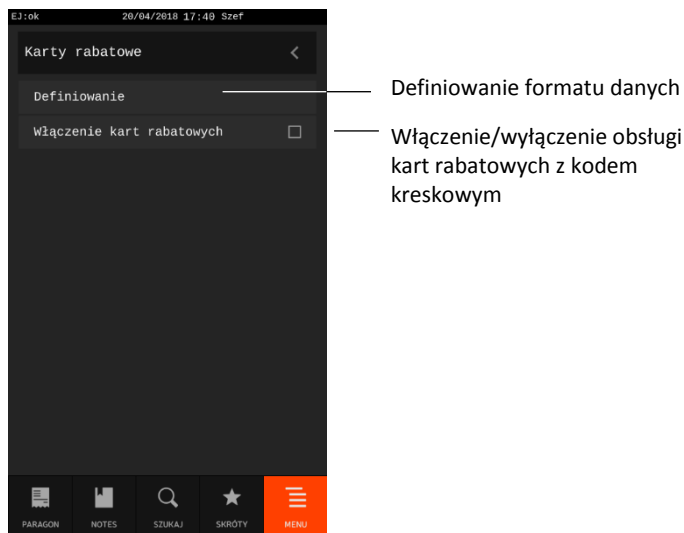 EJ:ok 20/04/2018 17:40 Szef
Karty rabatowe
Definiowanie
Włączenie kart rabatowych
PARAGON NOTES SZUKAJ SKRÓTY MENU
Definiowanie formatu danych
Włączenie/wyłączenie obsługi
kart rabatowych z kodem
kreskowym